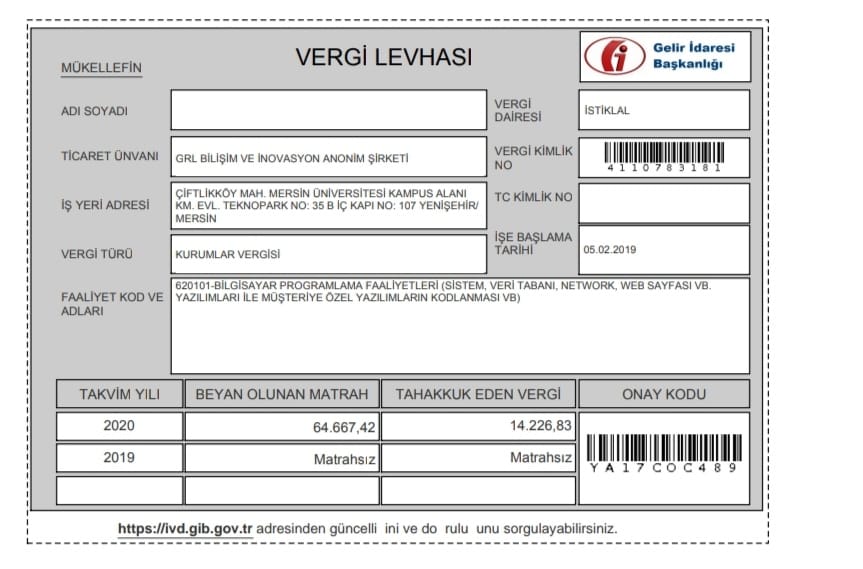 MÜKELLEFİN
VERGİ LEVHASI
Gelir İdaresi
Başkanlığı
ADI SOYADI
VERGİ
DAİRESİ
İSTİKLAL
TİCARET ÜNVANI
GRL BİLİŞİM VE İNOVASYON ANONİM ŞİRKETİ
VERGİ KİMLİK
NO
4110783181
İŞ YERİ ADRESİ
ÇİFTLİKKÖY MAH. MERSİN ÜNİVERSİTESİ KAMPUS ALANI
KM. EVL. TEKNOPARK NO: 35 B İÇ KAPI NO: 107 YENİŞEHİR/
MERSİN
TC KİMLİK NO
VERGİ TÜRÜ
KURUMLAR VERGİSİ
İŞE BAŞLAMA
TARİHİ
05.02.2019
FAALİYET KOD VE
ADLARI
620101-BİLGİSAYAR PROGRAMLAMA FAALİYETLERİ (SİSTEM, VERİ TABANI, NETWORK, WEB SAYFASI VB.
YAZILIMLARI İLE MÜŞTERİYE ÖZEL YAZILIMLARIN KODLANMASI VB)
TAKVİM YILI BEYAN OLUNAN MATRAH TAHAKKUK EDEN VERGİ ONAY KODU
2020 64.667,42 14.226,83
2019 Matrahsız Matrahsız
YA17COC489
https://ivd.gib.gov.tr adresinden güncelli ini ve do rulu unu sorgulayabilirsiniz.